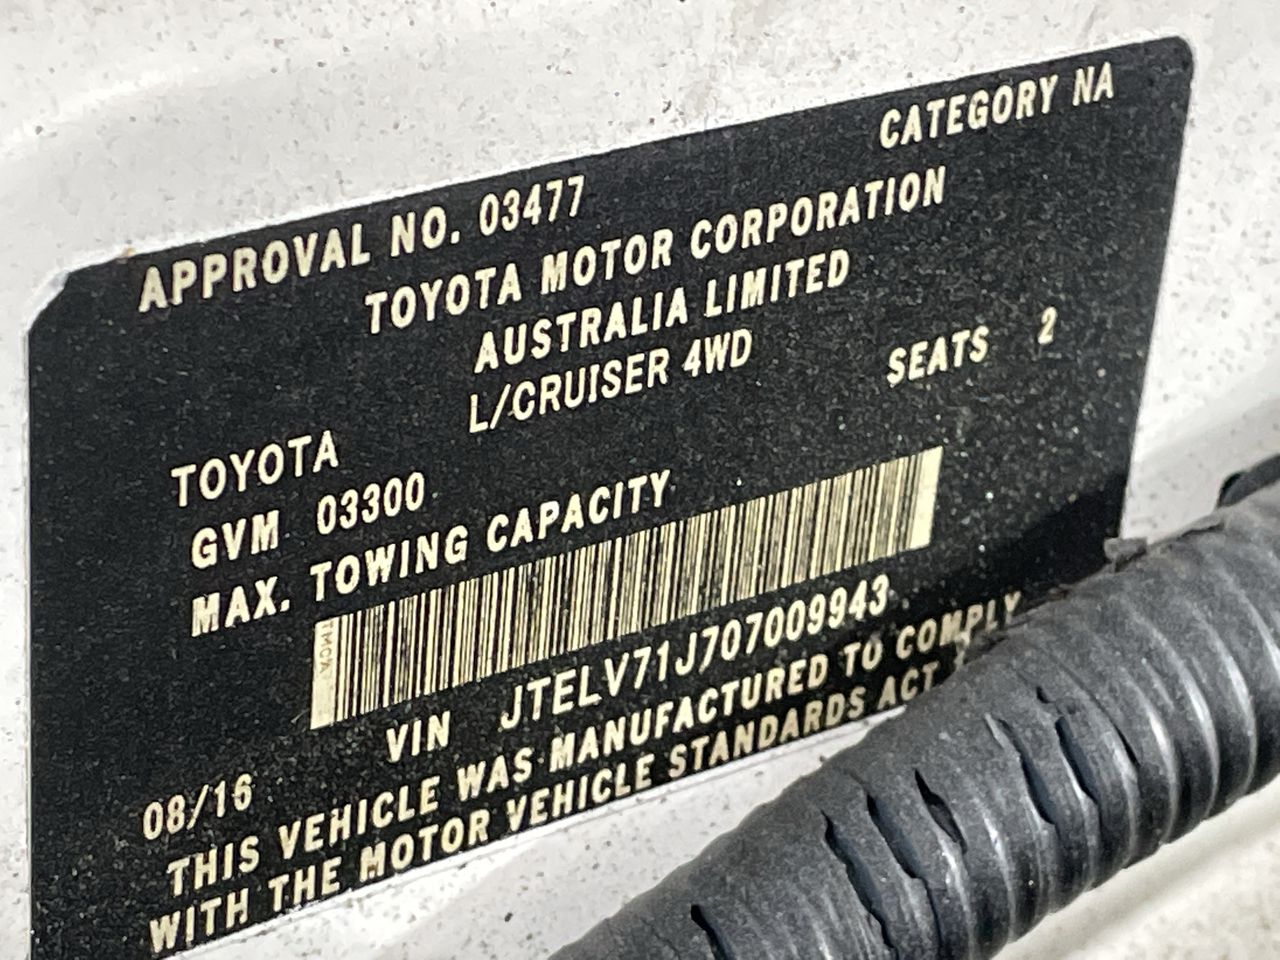 CATEGORY NA
APPROVAL NO. 03477
TOYOTA MOTOR CORPORATION
AUSTRALIA LIMITED
L/CRUISER 4WD
SEATS 2
TOYOTA
GVM 03300
MAX. TOWING CAPACITY
TMCA
VIN JTELV71J707009943
08/16
THIS VEHICLE WAS MANUFACTURED TO COMPLY
WITH THE MOTOR VEHICLE STANDARDS ACT